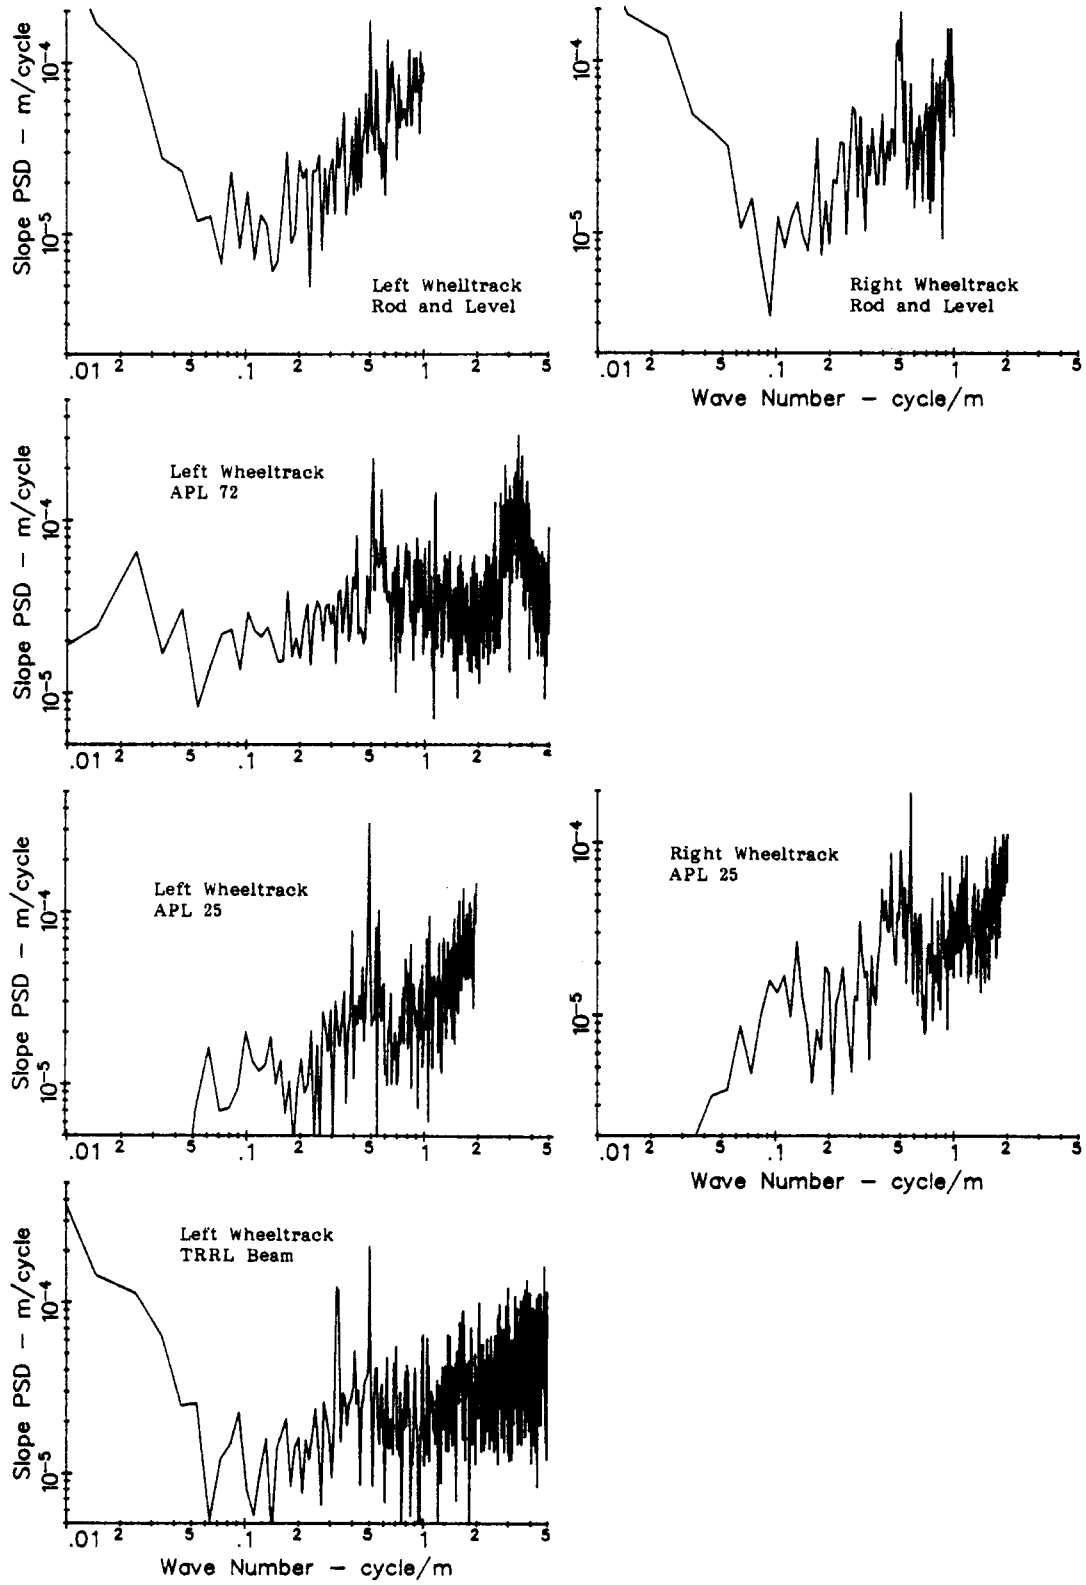 Slope PSD – m/cycle
10⁻⁴
10⁻⁵
Left Whelltrack
Rod and Level
.01 2 5 .1 2 5 1 2 5
10⁻⁴
10⁻⁵
Right Wheeltrack
Rod and Level
.01 2 5 .1 2 5 1 2 5
Wave Number – cycle/m
Slope PSD – m/cycle
10⁻⁴
10⁻⁵
Left Wheeltrack
APL 72
.01 2 5 .1 2 5 1 2
Slope PSD – m/cycle
10⁻⁴
10⁻⁵
Left Wheeltrack
APL 25
.01 2 5 .1 2 5 1 2 5
10⁻⁴
10⁻⁵
Right Wheeltrack
APL 25
.01 2 5 .1 2 5 1 2 5
Wave Number – cycle/m
Slope PSD – m/cycle
10⁻⁴
10⁻⁵
Left Wheeltrack
TRRL Beam
.01 2 5 .1 2 5 1 2 5
Wave Number – cycle/m